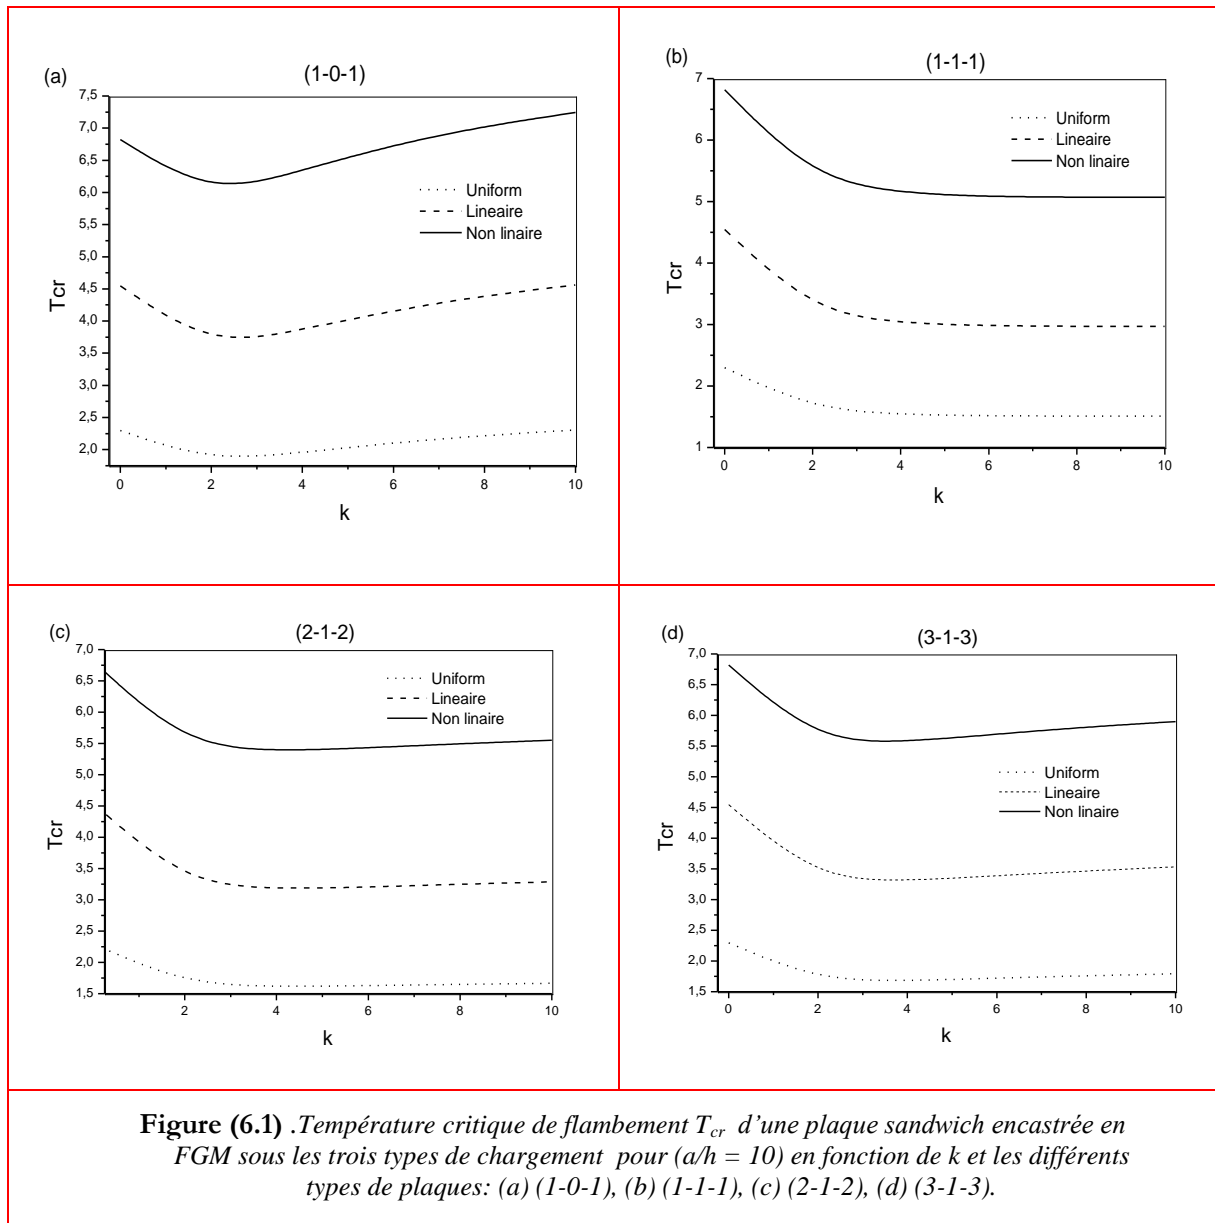 (a)
(1-0-1)
7,5
7,0
6,5
6,0
5,5
5,0
4,5
4,0
3,5
3,0
2,5
2,0
Tcr
Uniform
Lineaire
Non linaire
0 2 4 6 8 10
k
(b)
(1-1-1)
7
6
5
4
3
2
1
Tcr
Uniform
Lineaire
Non linaire
0 2 4 6 8 10
k
(c)
(2-1-2)
7,0
6,5
6,0
5,5
5,0
4,5
4,0
3,5
3,0
2,5
2,0
1,5
Tcr
Uniform
Lineaire
Non linaire
2 4 6 8 10
k
(d)
(3-1-3)
7,0
6,5
6,0
5,5
5,0
4,5
4,0
3,5
3,0
2,5
2,0
1,5
Tcr
Uniform
Lineaire
Non linaire
0 2 4 6 8 10
k
Figure (6.1) .Température critique de flambement Tcr d'une plaque sandwich encastrée en
FGM sous les trois types de chargement pour (a/h = 10) en fonction de k et les différents
types de plaques: (a) (1-0-1), (b) (1-1-1), (c) (2-1-2), (d) (3-1-3).